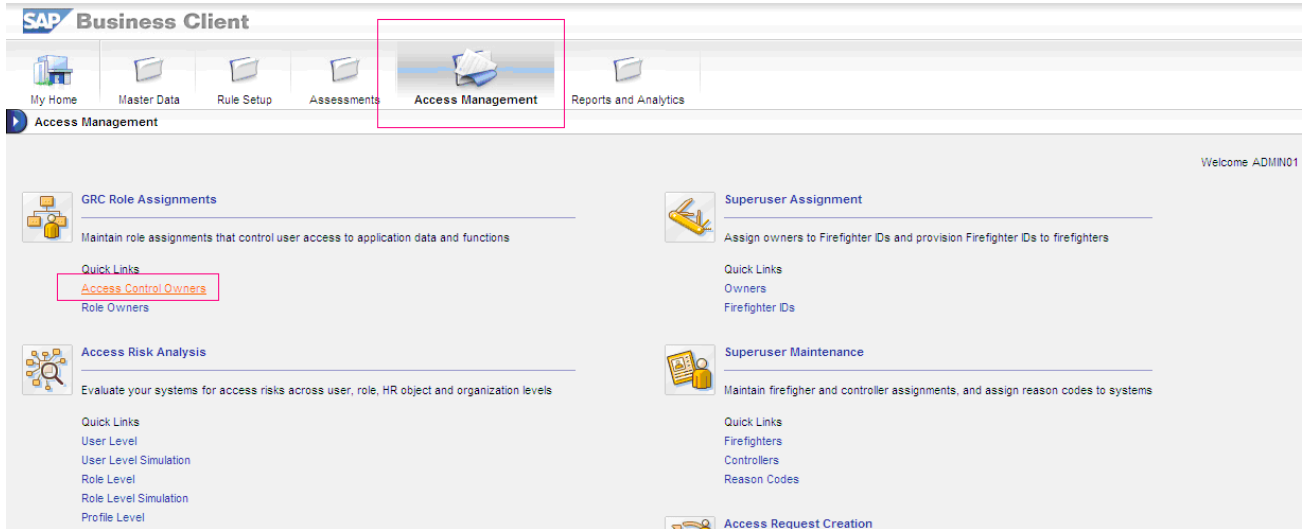 SAP Business Client
My Home
Master Data
Rule Setup
Assessments
Access Management
Reports and Analytics
Access Management
Welcome ADMIN01
GRC Role Assignments
Maintain role assignments that control user access to application data and functions
Quick Links
Access Control Owners
Role Owners
Access Risk Analysis
Evaluate your systems for access risks across user, role, HR object and organization levels
Quick Links
User Level
User Level Simulation
Role Level
Role Level Simulation
Profile Level
Superuser Assignment
Assign owners to Firefighter IDs and provision Firefighter IDs to firefighters
Quick Links
Owners
Firefighter IDs
Superuser Maintenance
Maintain firefigher and controller assignments, and assign reason codes to systems
Quick Links
Firefighters
Controllers
Reason Codes
Access Request Creation